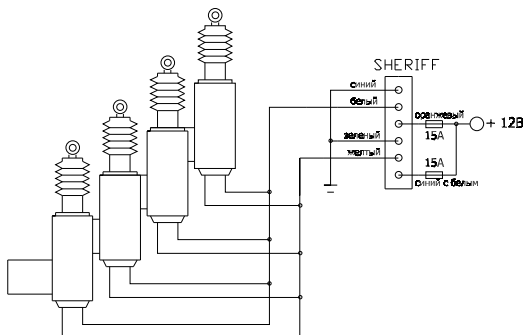 SHERIFF
синий
белый
оранжевый
+ 12В
15А
зеленый
желтый
15А
синий с белым